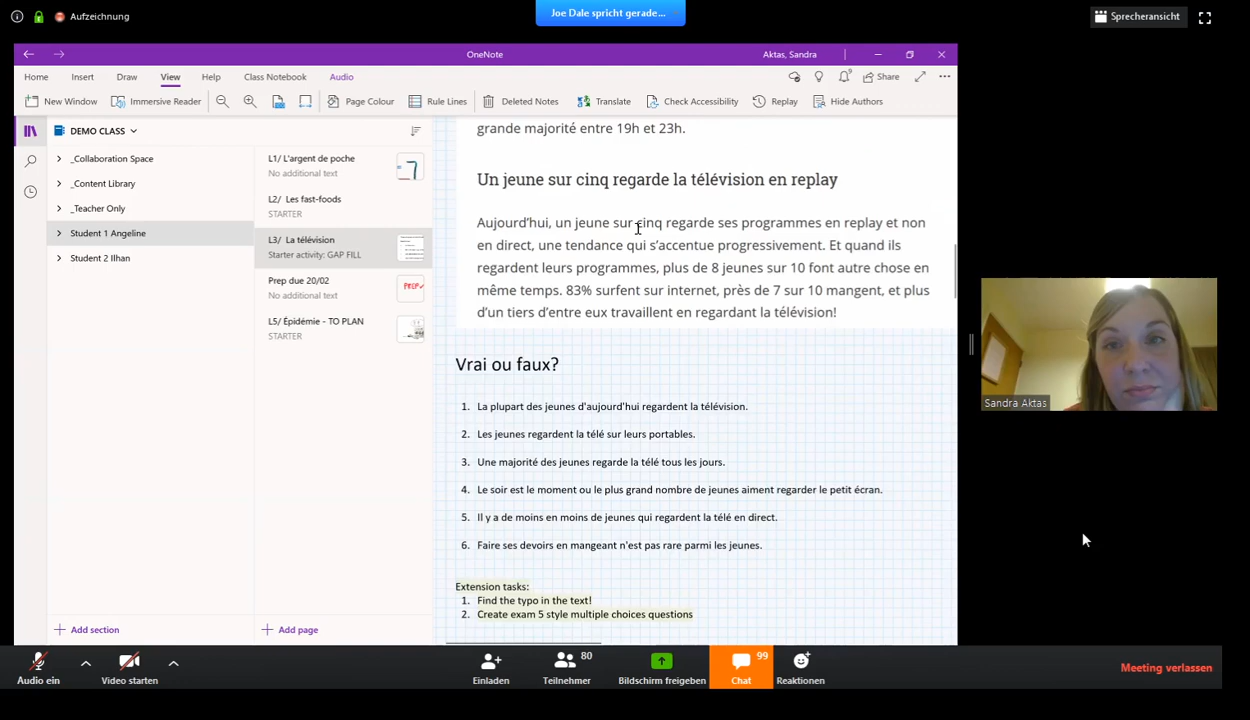 Aufzeichnung
Joe Dale spricht gerade...
Sprecheransicht
OneNote
Aktas, Sandra
Home Insert Draw View Help Class Notebook Audio
Share
New Window Immersive Reader Page Colour Rule Lines Deleted Notes Translate Check Accessibility Replay Hide Authors
DEMO CLASS
_Collaboration Space
_Content Library
_Teacher Only
Student 1 Angeline
Student 2 Ilhan
Add section
L1/ L'argent de poche
No additional text
L2/ Les fast-foods
STARTER
L3/ La télévision
Starter activity: GAP FILL
Prep due 20/02
No additional text
PREP
L5/ Épidémie - TO PLAN
STARTER
Add page
grande majorité entre 19h et 23h.
Un jeune sur cinq regarde la télévision en replay
Aujourd’hui, un jeune sur cinq regarde ses programmes en replay et non
en direct, une tendance qui s’accentue progressivement. Et quand ils
regardent leurs programmes, plus de 8 jeunes sur 10 font autre chose en
même temps. 83% surfent sur internet, près de 7 sur 10 mangent, et plus
d’un tiers d’entre eux travaillent en regardant la télévision!
Vrai ou faux?
1. La plupart des jeunes d'aujourd'hui regardent la télévision.
2. Les jeunes regardent la télé sur leurs portables.
3. Une majorité des jeunes regarde la télé tous les jours.
4. Le soir est le moment ou le plus grand nombre de jeunes aiment regarder le petit écran.
5. Il y a de moins en moins de jeunes qui regardent la télé en direct.
6. Faire ses devoirs en mangeant n'est pas rare parmi les jeunes.
Extension tasks:
1. Find the typo in the text!
2. Create exam 5 style multiple choices questions
Sandra Aktas
Audio ein
Video starten
Einladen
80
Teilnehmer
Bildschirm freigeben
99
Chat
Reaktionen
Meeting verlassen